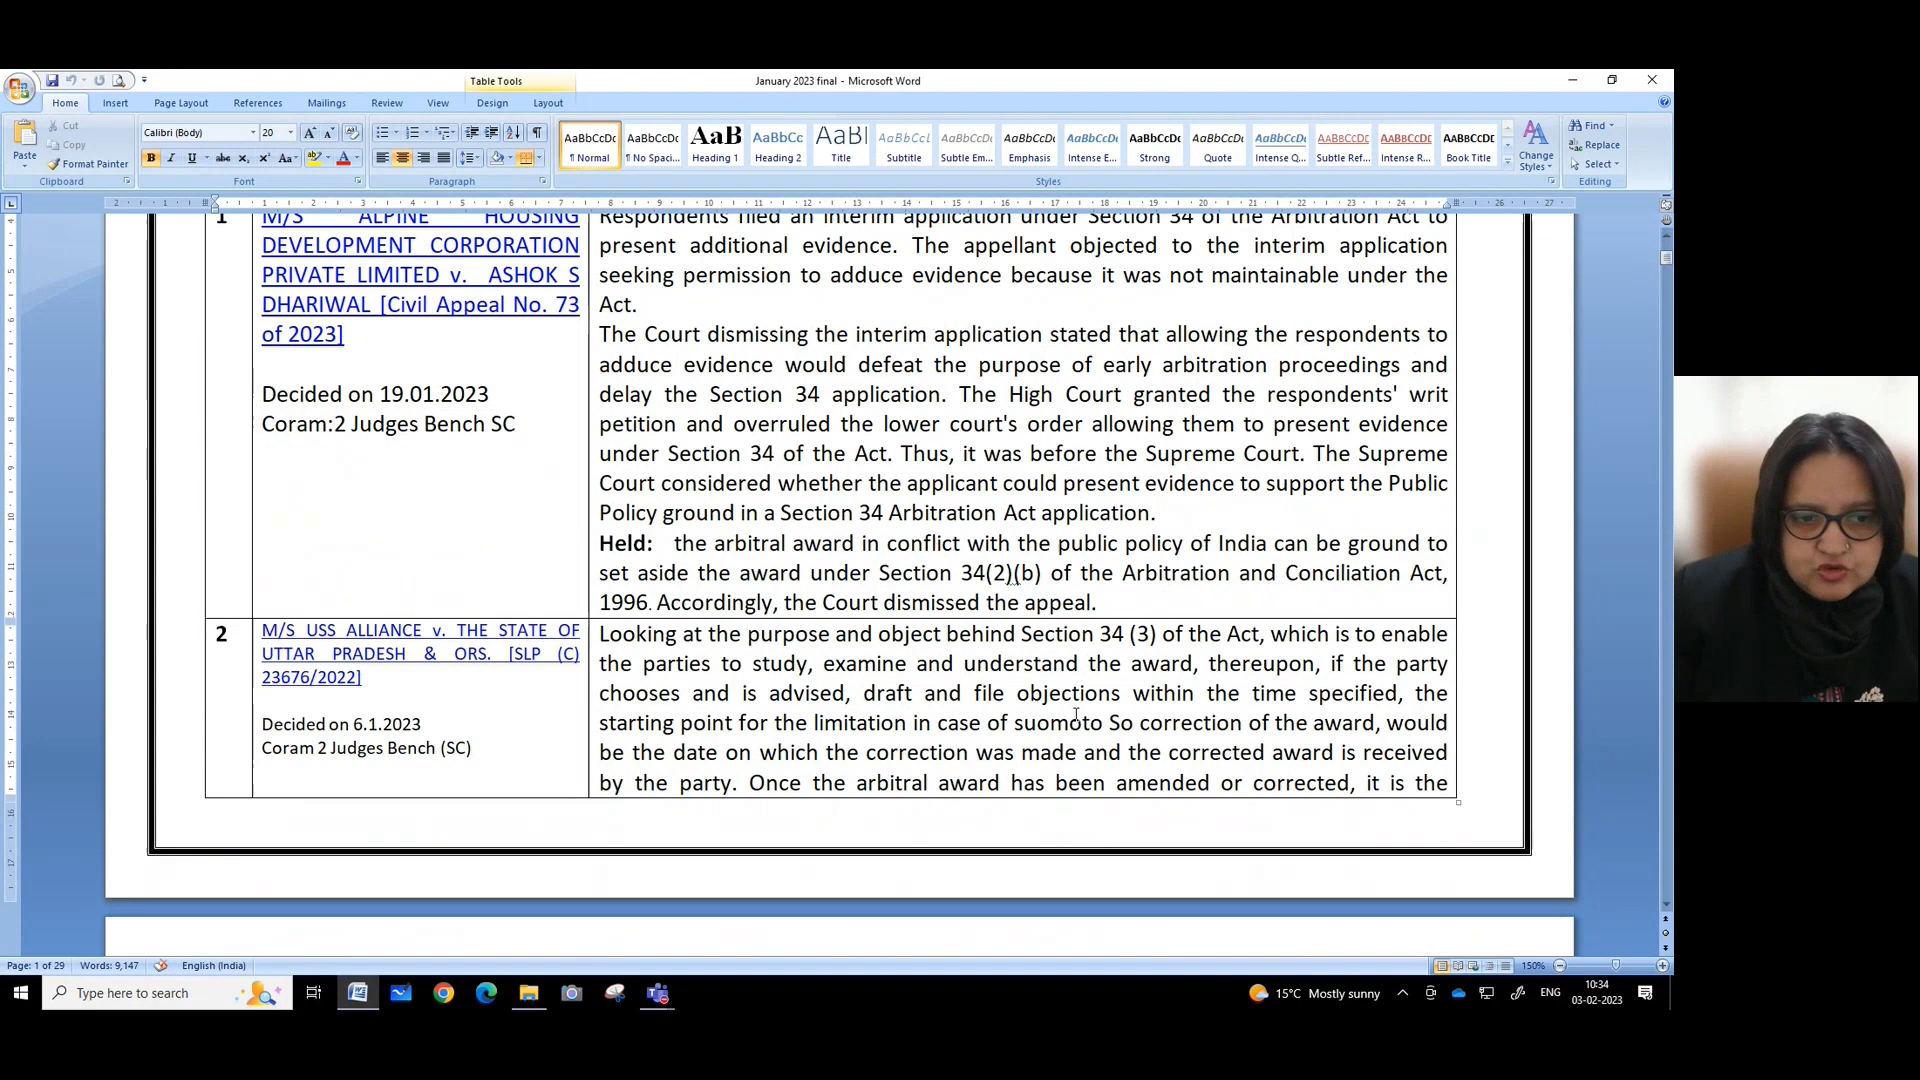 Table Tools
January 2023 final - Microsoft Word
Home Insert Page Layout References Mailings Review View Design Layout
Cut
Copy
Format Painter
Paste
Clipboard
Calibri (Body) 20
Font
Paragraph
AaBbCcDc AaBbCcDc AaB AaBbCc AaBl AaBbCcL AaBbCcDc AaBbCcDc AaBbCcDc AaBbCcDc AaBbCcDc AaBbCcDc AaBbCcDc AaBbCcDc AaBbCcDc
¶ Normal ¶ No Spaci... Heading 1 Heading 2 Title Subtitle Subtle Em... Emphasis Intense E... Strong Quote Intense Q... Subtle Ref... Intense R... Book Title
Change
Styles
Styles
Find
Replace
Select
Editing
1
M/S ALPINE HOUSING
DEVELOPMENT CORPORATION
PRIVATE LIMITED v. ASHOK S
DHARIWAL [Civil Appeal No. 73
of 2023]
Decided on 19.01.2023
Coram:2 Judges Bench SC
Respondents filed an interim application under Section 34 of the Arbitration Act to
present additional evidence. The appellant objected to the interim application
seeking permission to adduce evidence because it was not maintainable under the
Act.
The Court dismissing the interim application stated that allowing the respondents to
adduce evidence would defeat the purpose of early arbitration proceedings and
delay the Section 34 application. The High Court granted the respondents' writ
petition and overruled the lower court's order allowing them to present evidence
under Section 34 of the Act. Thus, it was before the Supreme Court. The Supreme
Court considered whether the applicant could present evidence to support the Public
Policy ground in a Section 34 Arbitration Act application.
Held: the arbitral award in conflict with the public policy of India can be ground to
set aside the award under Section 34(2)(b) of the Arbitration and Conciliation Act,
1996. Accordingly, the Court dismissed the appeal.
2
M/S USS ALLIANCE v. THE STATE OF
UTTAR PRADESH & ORS. [SLP (C)
23676/2022]
Decided on 6.1.2023
Coram 2 Judges Bench (SC)
Looking at the purpose and object behind Section 34 (3) of the Act, which is to enable
the parties to study, examine and understand the award, thereupon, if the party
chooses and is advised, draft and file objections within the time specified, the
starting point for the limitation in case of suomoto So correction of the award, would
be the date on which the correction was made and the corrected award is received
by the party. Once the arbitral award has been amended or corrected, it is the
Page: 1 of 29 Words: 9,147 English (India) 150%
Type here to search
15°C Mostly sunny ENG
10:34
03-02-2023